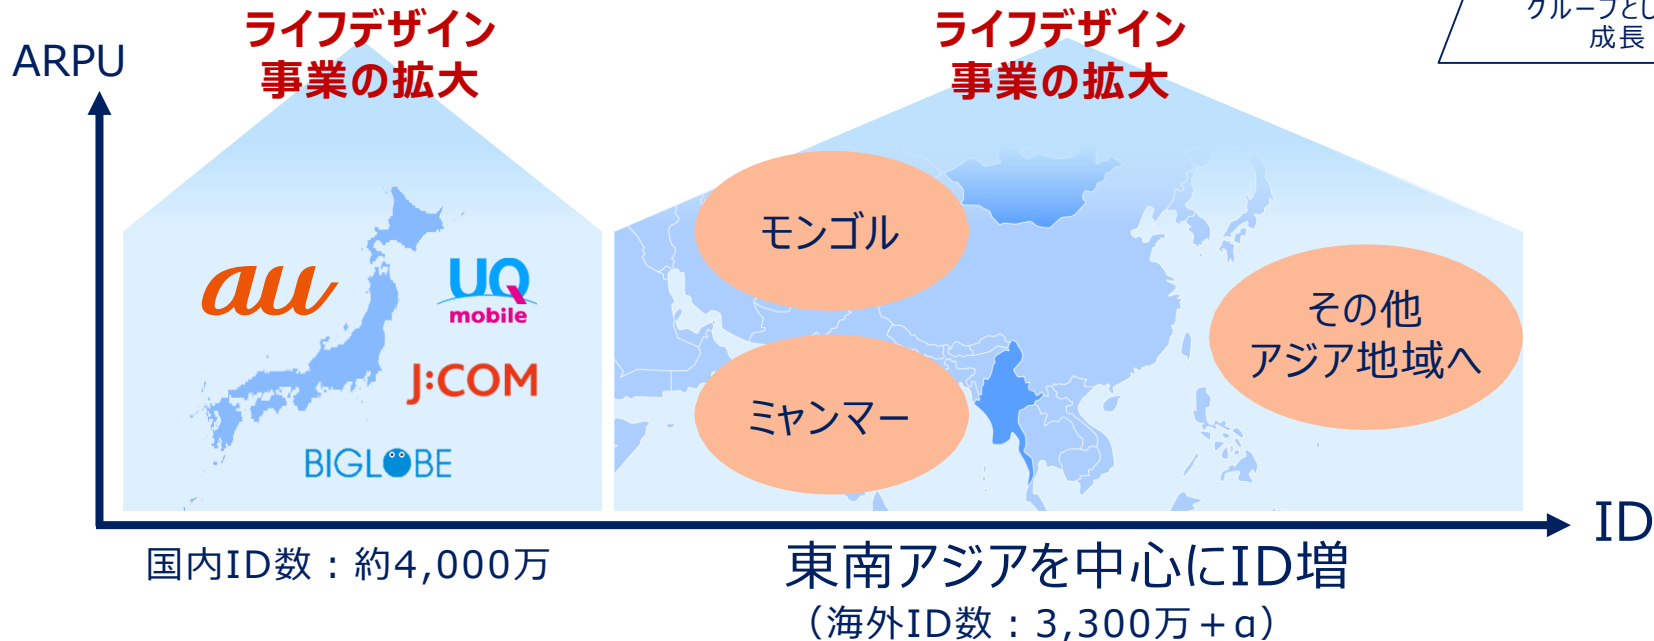 ライフデザイン
事業の拡大
ライフデザイン
事業の拡大
成長
ARPU
au
UQ
mobile
J:COM
BIGLOBE
モンゴル
ミャンマー
その他
アジア地域へ
ID
国内ID数：約4,000万
東南アジアを中心にID増
（海外ID数：3,300万＋α）